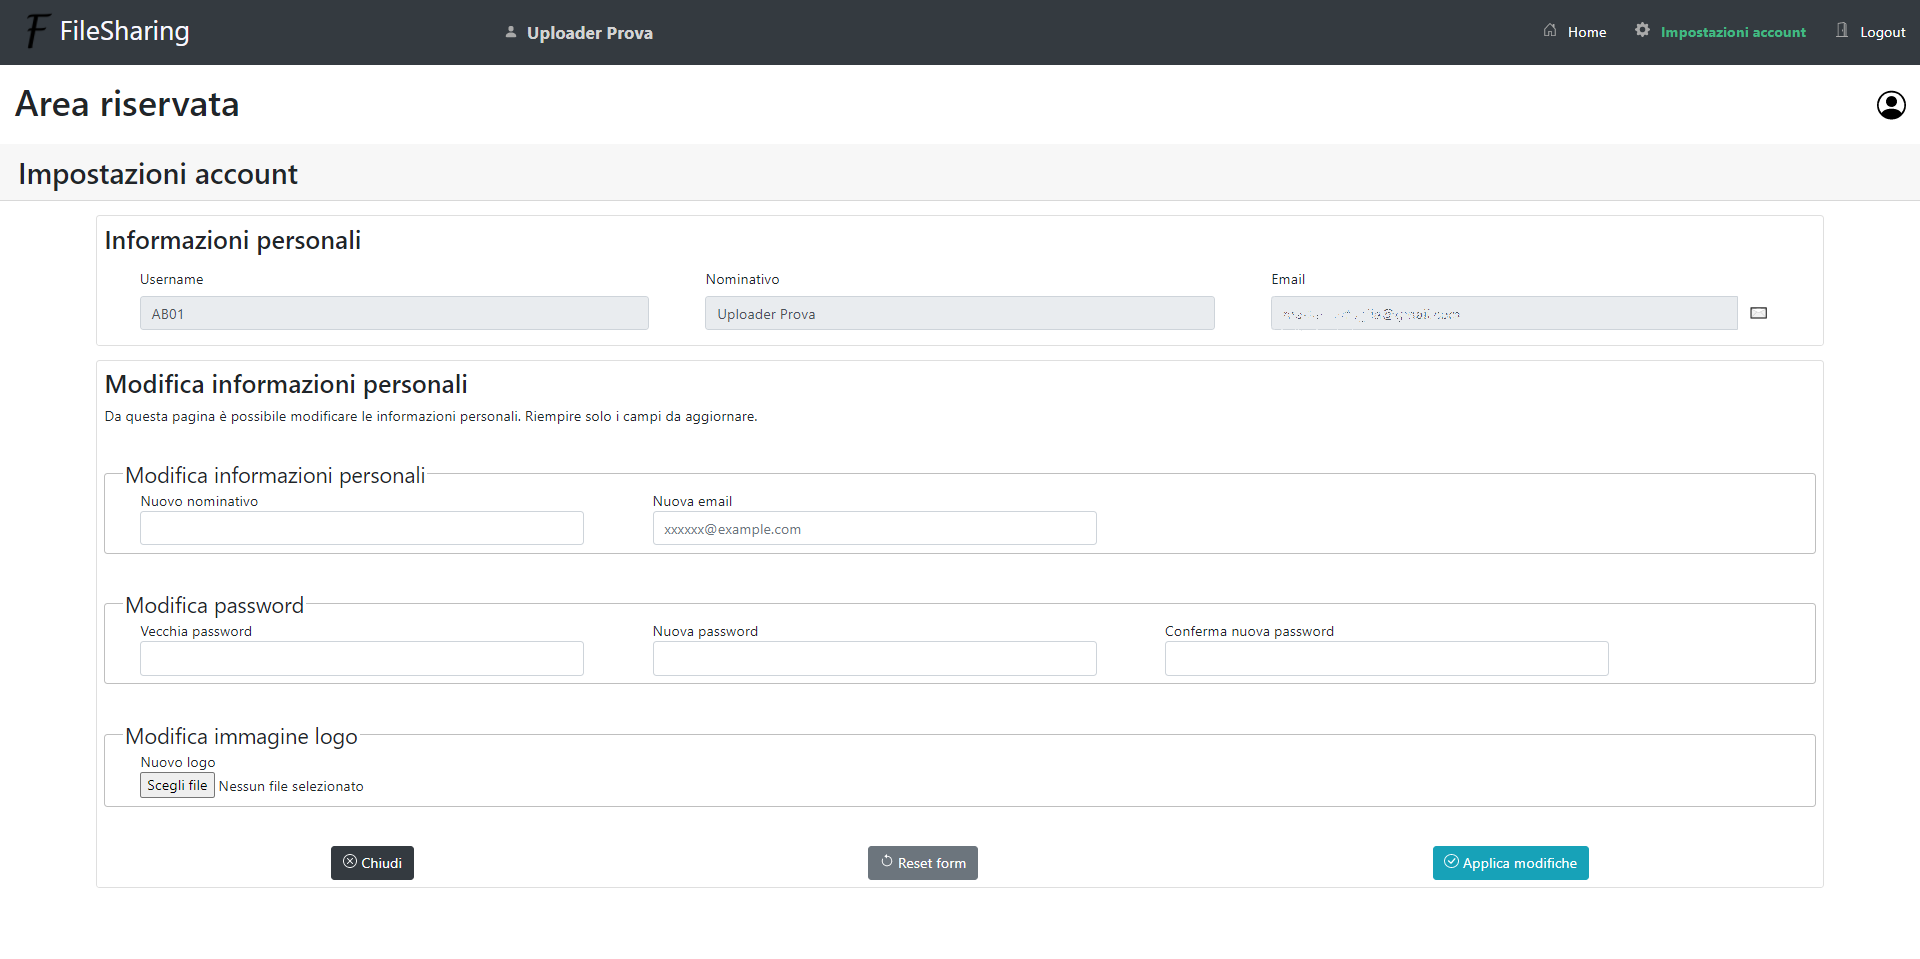 F FileSharing
Uploader Prova
Home
Impostazioni account
Logout
Area riservata
Impostazioni account
Informazioni personali
Username
Nominativo
Email
AB01
Uploader Prova
@gmail.com
Modifica informazioni personali
Da questa pagina è possibile modificare le informazioni personali. Riempire solo i campi da aggiornare.
Modifica informazioni personali
Nuovo nominativo
Nuova email
xxxxxx@example.com
Modifica password
Vecchia password
Nuova password
Conferma nuova password
Modifica immagine logo
Nuovo logo
Scegli file Nessun file selezionato
Chiudi
Reset form
Applica modifiche